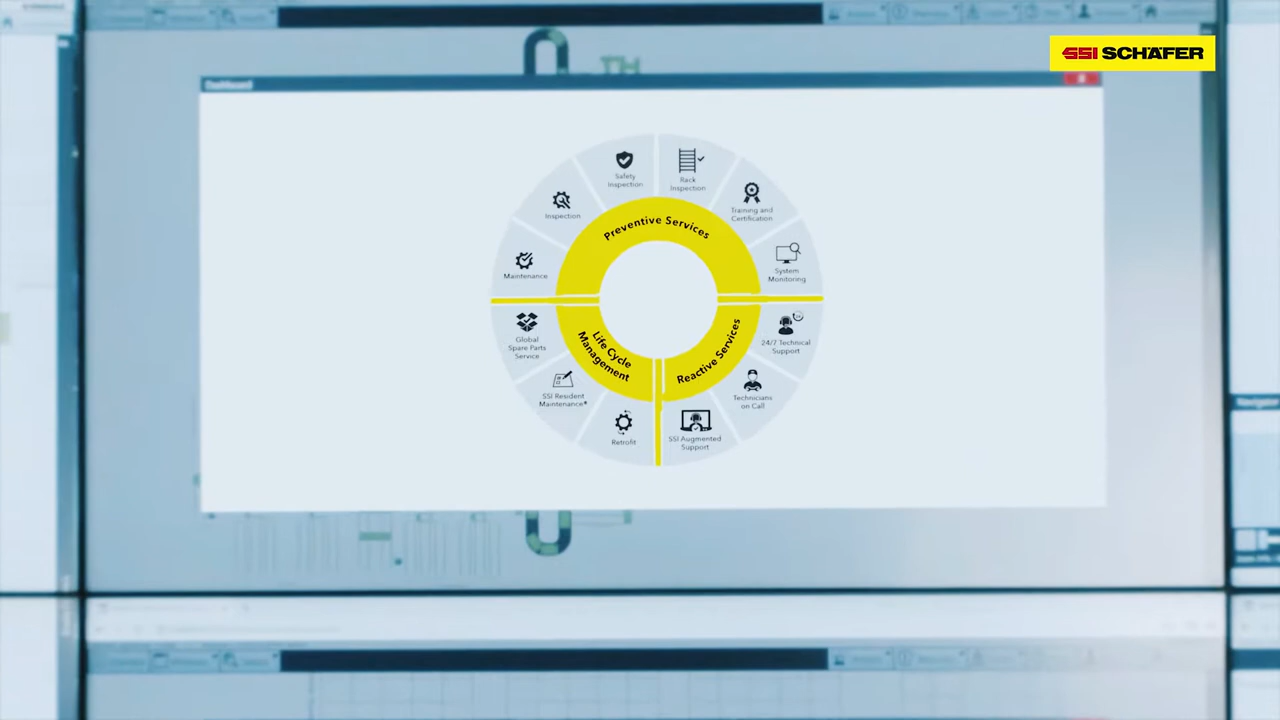 SSI SCHÄFER
Dashboard
Safety
Inspection
Rack
Inspection
Training and
Certification
Inspection
Preventive Services
Maintenance
System
Monitoring
Global
Spare Parts
Service
24/7 Technical
Support
Life Cycle
Management
Reactive Services
SSI Resident
Maintenance®
Technicians
on Call
Retrofit
SSI Augmented
Support
Navigator